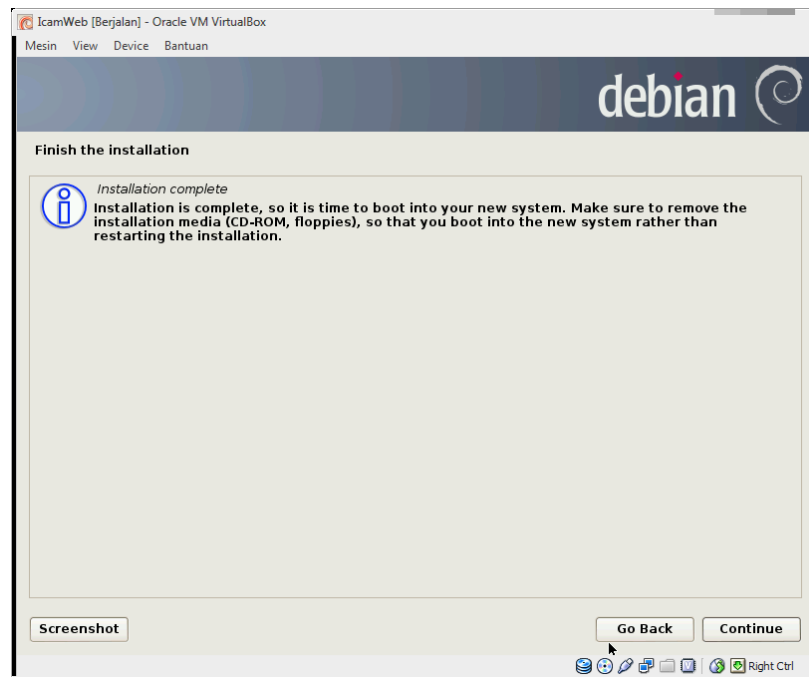 IcamWeb [Berjalan] - Oracle VM VirtualBox
Mesin View Device Bantuan
debian
Finish the installation
Installation complete
Installation is complete, so it is time to boot into your new system. Make sure to remove the
installation media (CD-ROM, floppies), so that you boot into the new system rather than
restarting the installation.
Screenshot Go Back Continue
Right Ctrl